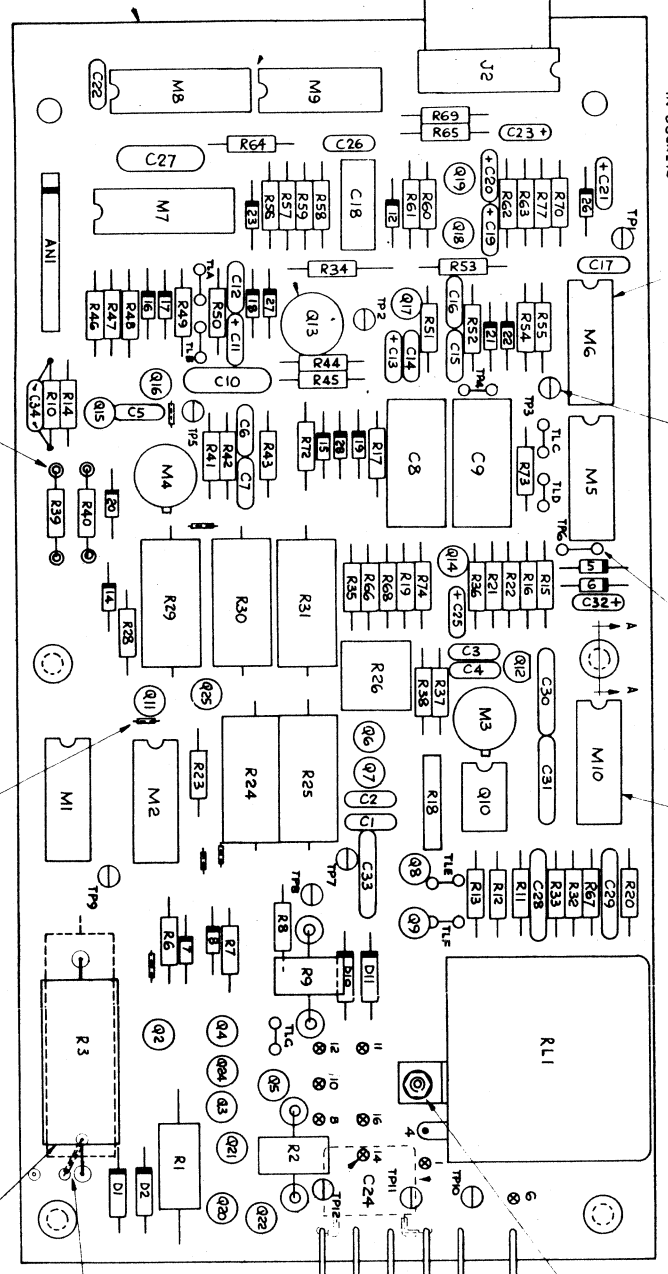 J2
C22
M8
M9
R69
R65
C23+
R64
C26
C27
Q19
+C20
+C21
AN1
M7
23
R56
R57
R59
R58
C18
12
R61
R60
Q18
+C19
R62
R63
R77
R70
26
TP1
R34
R53
C17
TLA
TLB
R46
R47
R48
16
17
R49
R50
C12
+C11
18
27
Q13
TP2
Q17
R51
C16
C15
R52
21
22
R54
R55
M6
+C13
C14
R44
R45
C10
TP4
TP3
C34
R10
R14
Q15
C5
Q16
TP5
R41
R42
C6
C7
R43
R72
15
28
19
R17
C8
C9
R73
TLC
TLD
M5
M4
R39
R40
20
TP6
5
6
C32+
14
R28
R29
R30
R31
R35
R66
R68
R19
R74
Q14
+C25
R36
R21
R22
R16
R15
A
A
R26
R38
R37
C3
C4
Q12
C30
C31
M3
Q11
Q25
Q6
Q7
M10
M1
M2
R23
R24
R25
C2
C1
C33
R18
Q10
TP9
TP8
TP7
Q8
TLE
Q9
TLF
R13
R12
R11
C28
R33
R32
R67
C29
R20
R6
7
8
R7
R8
R9
D10
D11
R3
Q2
Q4
Q24
Q3
Q21
Q5
TLG
12
11
10
8
16
14
RL1
4
R1
R2
C24
D1
D2
Q20
Q22
TP12
TP11
TP10
6